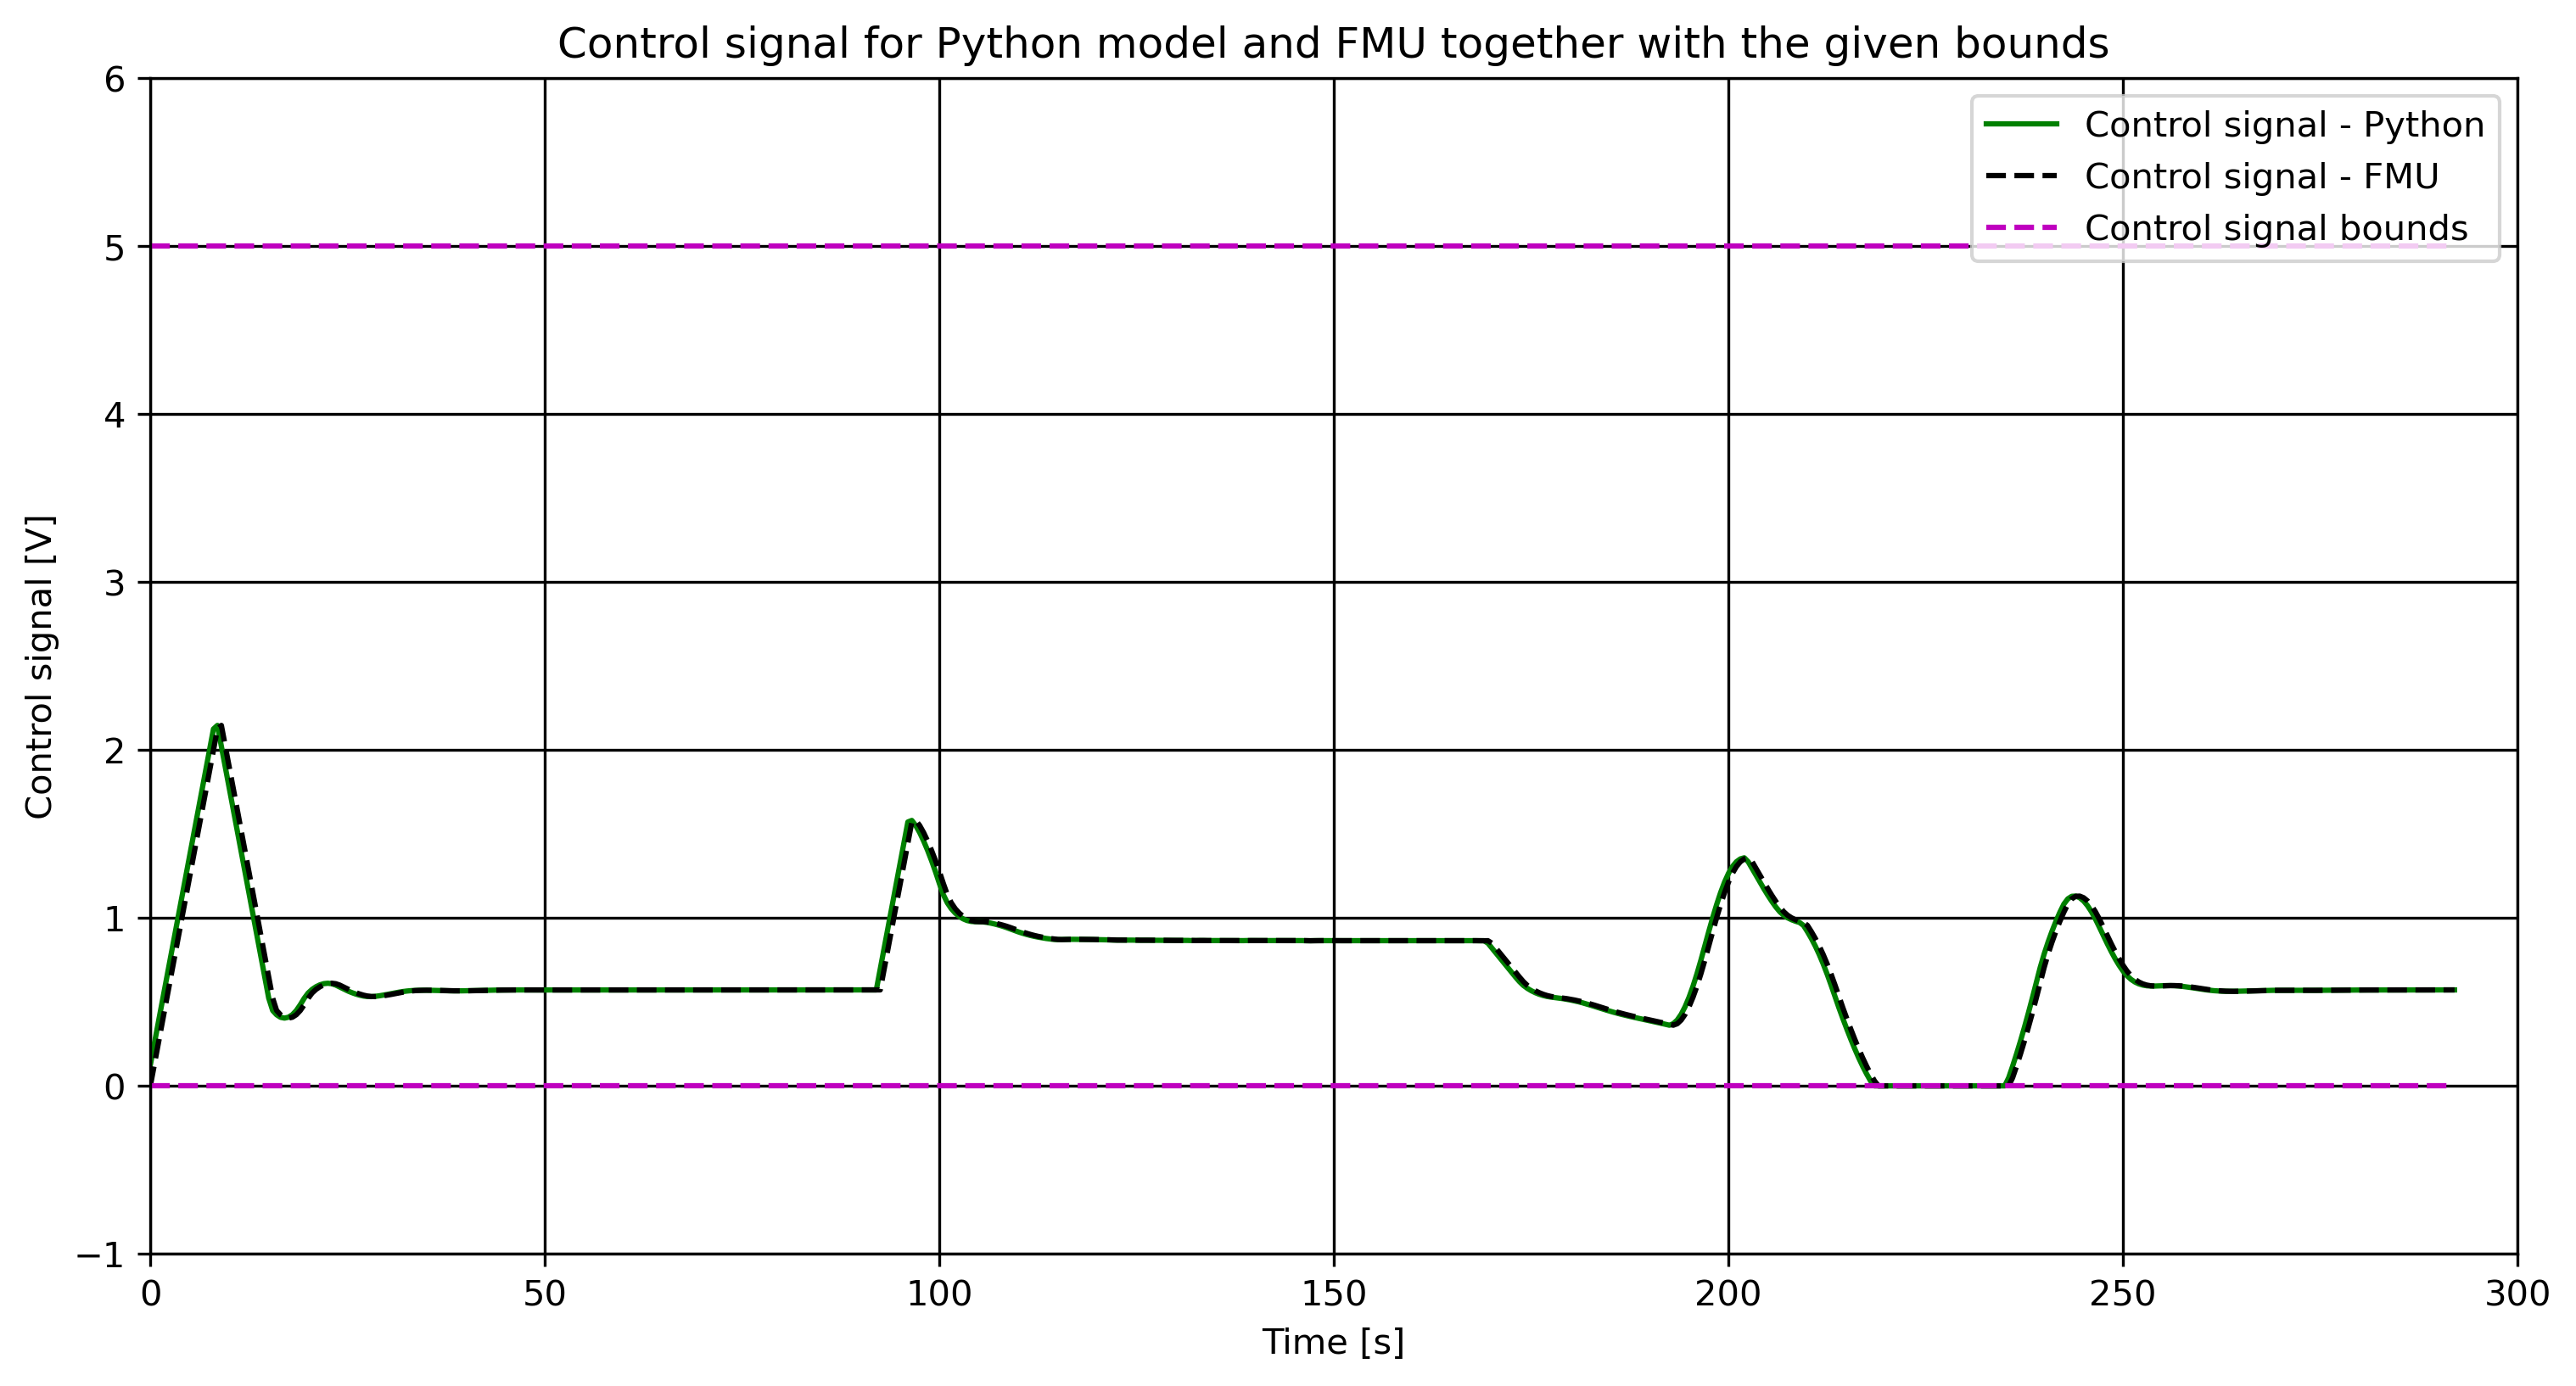 Control signal for Python model and FMU together with the given bounds
6
5
4
3
2
1
0
−1
Control signal [V]
Control signal - Python
Control signal - FMU
Control signal bounds
0 50 100 150 200 250 300
Time [s]